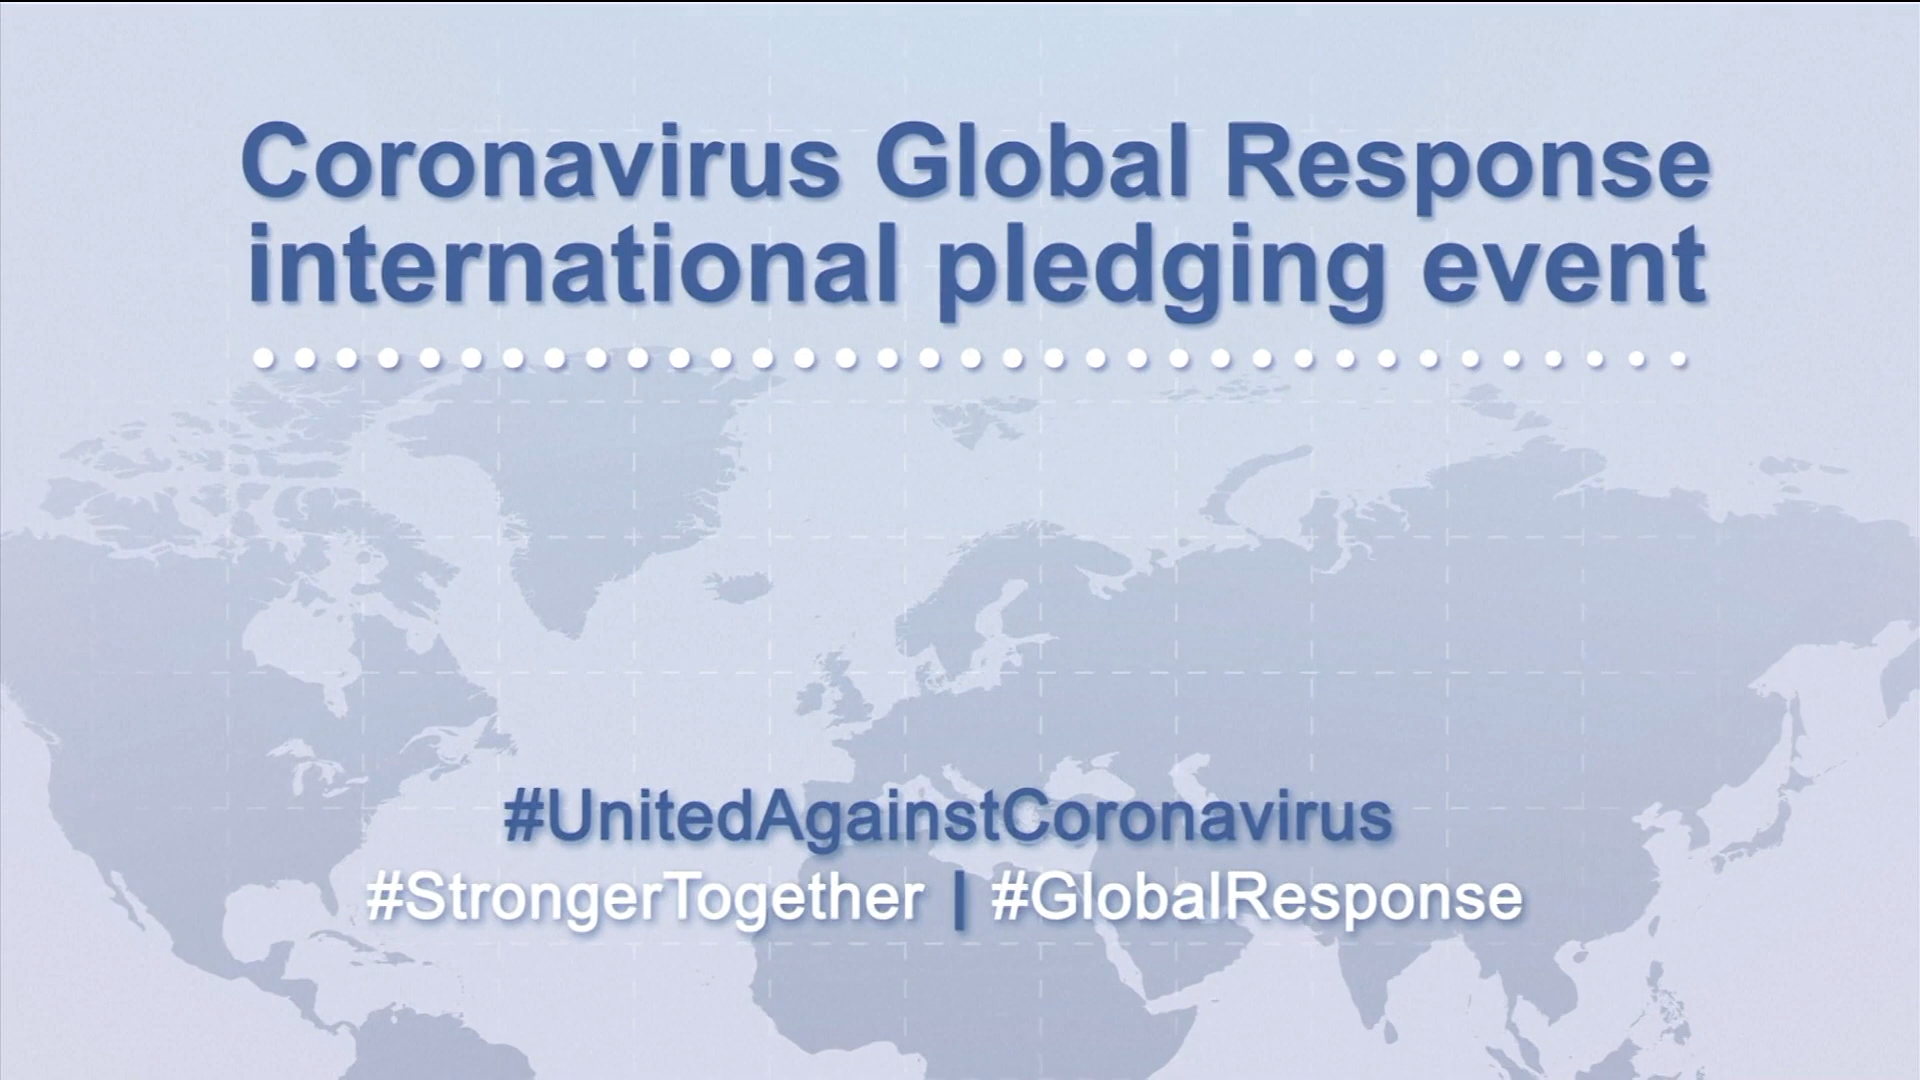 Coronavirus Global Response
international pledging event
#UnitedAgainstCoronavirus
#StrongerTogether | #GlobalResponse